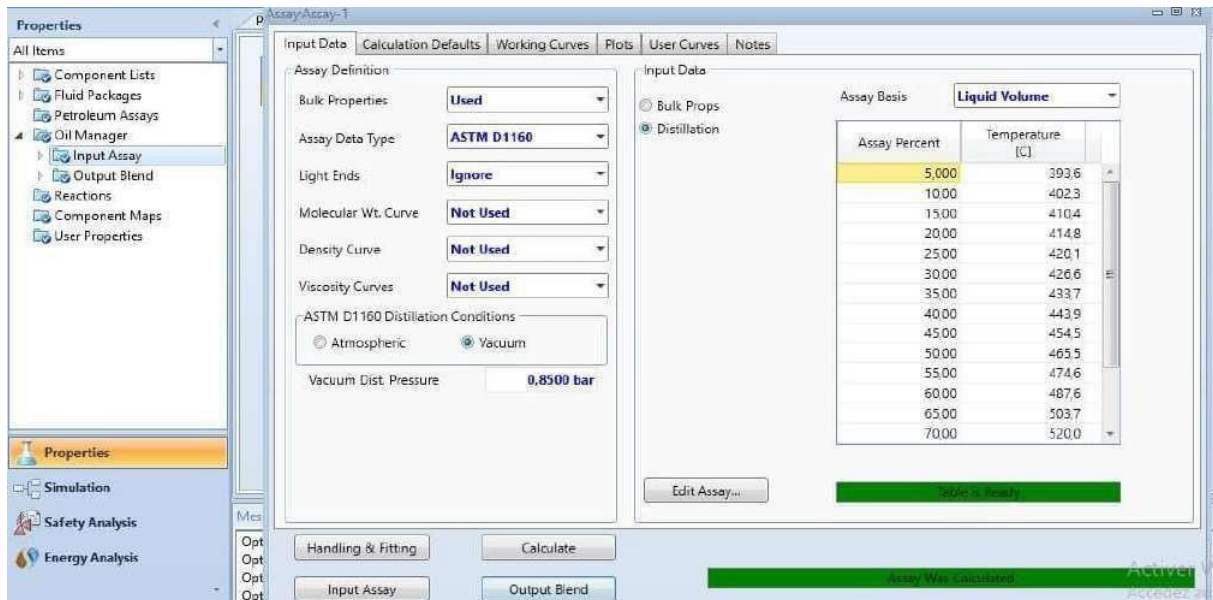 Properties
All Items
Component Lists
Fluid Packages
Petroleum Assays
Oil Manager
Input Assay
Output Blend
Reactions
Component Maps
User Properties
Properties
Simulation
Safety Analysis
Energy Analysis
Assay:Assay-1
Input Data Calculation Defaults Working Curves Plots User Curves Notes
Assay Definition
Bulk Properties Used
Assay Data Type ASTM D1160
Light Ends Ignore
Molecular Wt. Curve Not Used
Density Curve Not Used
Viscosity Curves Not Used
ASTM D1160 Distillation Conditions
Atmospheric Vacuum
Vacuum Dist. Pressure 0,8500 bar
Input Data
Bulk Props
Distillation
Assay Basis Liquid Volume
Assay Percent Temperature
[C]
5,000 393,6
10,00 402,3
15,00 410,4
20,00 414,8
25,00 420,1
30,00 426,6
35,00 433,7
40,00 443,9
45,00 454,5
50,00 465,5
55,00 474,6
60,00 487,6
65,00 503,7
70,00 520,0
Edit Assay...
Table is Ready
Mes
Opt
Opt
Opt
Opt
Handling & Fitting Calculate
Input Assay Output Blend
Assay Was Calculated
Activer W
Accédez a